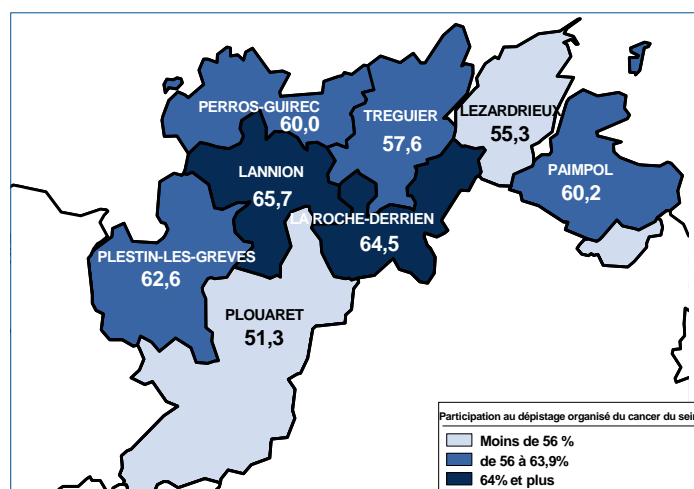 PERROS-GUIREC
60,0
TREGUIER
57,6
LEZARDRIEUX
55,3
LANNION
65,7
PAIMPOL
60,2
LA ROCHE-DERRIEN
64,5
PLESTIN-LES-GREVES
62,6
PLOUARET
51,3
Participation au dépistage organisé du cancer du sein
Moins de 56 %
de 56 à 63,9%
64% et plus